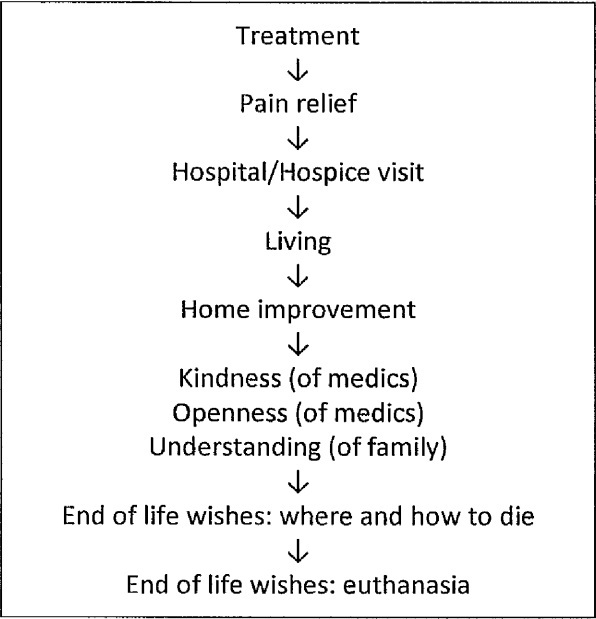 Treatment
↓
Pain relief
↓
Hospital/Hospice visit
↓
Living
↓
Home improvement
↓
Kindness (of medics)
Openness (of medics)
Understanding (of family)
↓
End of life wishes: where and how to die
↓
End of life wishes: euthanasia